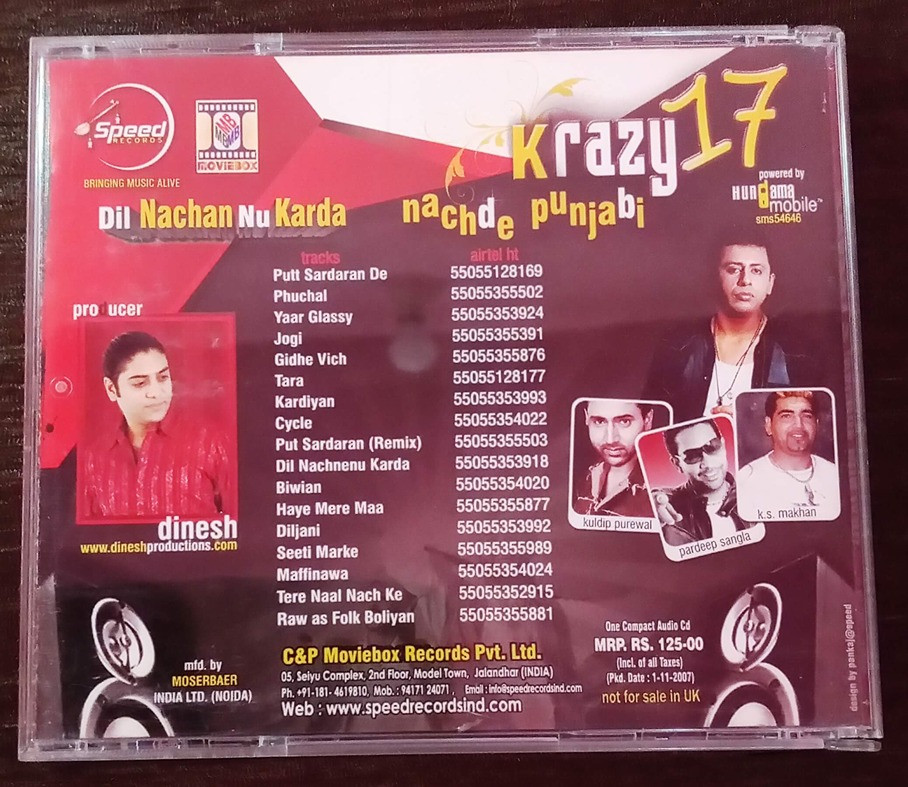 Speed
RECORDS
BRINGING MUSIC ALIVE
MOVIEBOX
Krazy 17
nachde punjabi
powered by
HUNGAMA
mobile™
sms54646
Dil Nachan Nu Karda
producer
dinesh
www.dineshproductions.com
tracks airtel ht
Putt Sardaran De 55055128169
Phuchal 55055355502
Yaar Glassy 55055353924
Jogi 55055355391
Gidhe Vich 55055355876
Tara 55055128177
Kardiyan 55055353993
Cycle 55055354022
Put Sardaran (Remix) 55055355503
Dil Nachnenu Karda 55055353918
Biwian 55055354020
Haye Mere Maa 55055355877
Diljani 55055353992
Seeti Marke 55055355989
Maffinawa 55055354024
Tere Naal Nach Ke 55055352915
Raw as Folk Boliyan 55055355881
kuldip purewal
pardeep sangla
k.s. makhan
mfd. by
MOSERBAER
INDIA LTD. (NOIDA)
C&P Moviebox Records Pvt. Ltd.
05, Seiyu Complex, 2nd Floor, Model Town, Jalandhar (INDIA)
Ph. +91-181- 4619810, Mob. : 94171 24071 , Email : info@speedrecordsind.com
Web : www.speedrecordsind.com
One Compact Audio Cd
MRP. RS. 125-00
(Incl. of all Taxes)
(Pkd. Date : 1-11-2007)
not for sale in UK
design by pankaj@speed